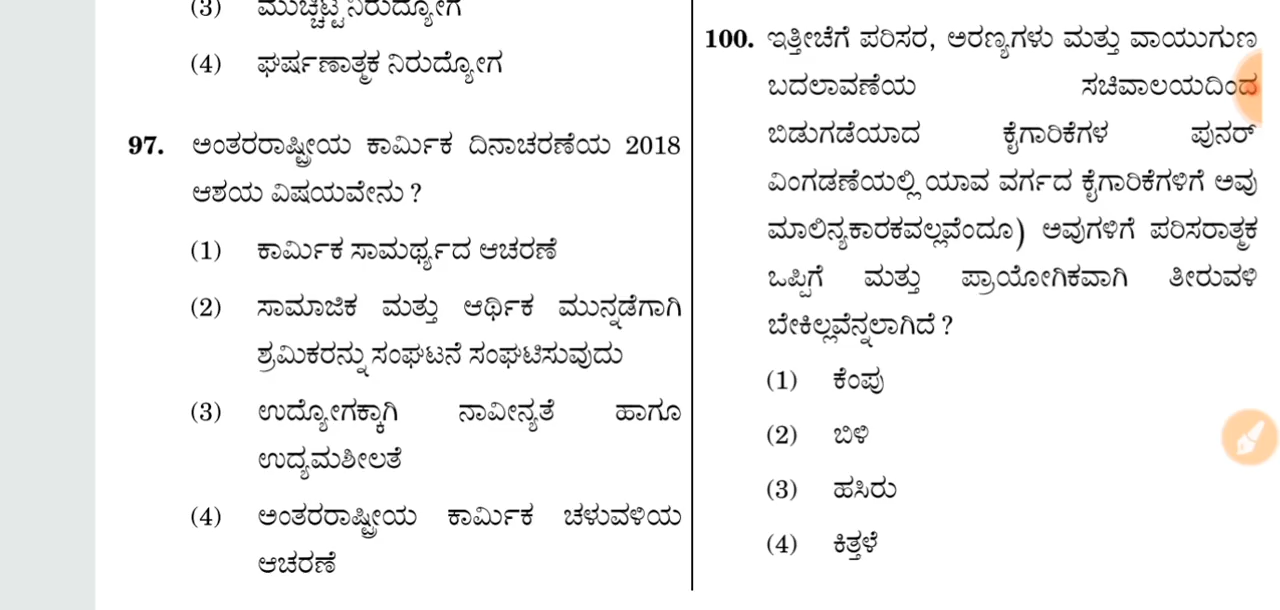 (3) ಮುಚ್ಚಿಟ್ಟ ನಿರುದ್ಯೋಗ
(4) ಘರ್ಷಣಾತ್ಮಕ ನಿರುದ್ಯೋಗ
97. ಅಂತರರಾಷ್ಟ್ರೀಯ ಕಾರ್ಮಿಕ ದಿನಾಚರಣೆಯ 2018
ಆಶಯ ವಿಷಯವೇನು ?
(1) ಕಾರ್ಮಿಕ ಸಾಮರ್ಥ್ಯದ ಆಚರಣೆ
(2) ಸಾಮಾಜಿಕ ಮತ್ತು ಆರ್ಥಿಕ ಮುನ್ನಡೆಗಾಗಿ
ಶ್ರಮಿಕರನ್ನು ಸಂಘಟನೆ ಸಂಘಟಿಸುವುದು
(3) ಉದ್ಯೋಗಕ್ಕಾಗಿ ನಾವೀನ್ಯತೆ ಹಾಗೂ
ಉದ್ಯಮಶೀಲತೆ
(4) ಅಂತರರಾಷ್ಟ್ರೀಯ ಕಾರ್ಮಿಕ ಚಳುವಳಿಯ
ಆಚರಣೆ
100. ಇತ್ತೀಚೆಗೆ ಪರಿಸರ, ಅರಣ್ಯಗಳು ಮತ್ತು ವಾಯುಗುಣ
ಬದಲಾವಣೆಯ ಸಚಿವಾಲಯದಿಂದ
ಬಿಡುಗಡೆಯಾದ ಕೈಗಾರಿಕೆಗಳ ಪುನರ್
ವಿಂಗಡಣೆಯಲ್ಲಿ ಯಾವ ವರ್ಗದ ಕೈಗಾರಿಕೆಗಳಿಗೆ ಅವು
ಮಾಲಿನ್ಯಕಾರಕವಲ್ಲವೆಂದೂ) ಅವುಗಳಿಗೆ ಪರಿಸರಾತ್ಮಕ
ಒಪ್ಪಿಗೆ ಮತ್ತು ಪ್ರಾಯೋಗಿಕವಾಗಿ ತೀರುವಳಿ
ಬೇಕಿಲ್ಲವೆನ್ನಲಾಗಿದೆ ?
(1) ಕೆಂಪು
(2) ಬಿಳಿ
(3) ಹಸಿರು
(4) ಕಿತ್ತಳೆ